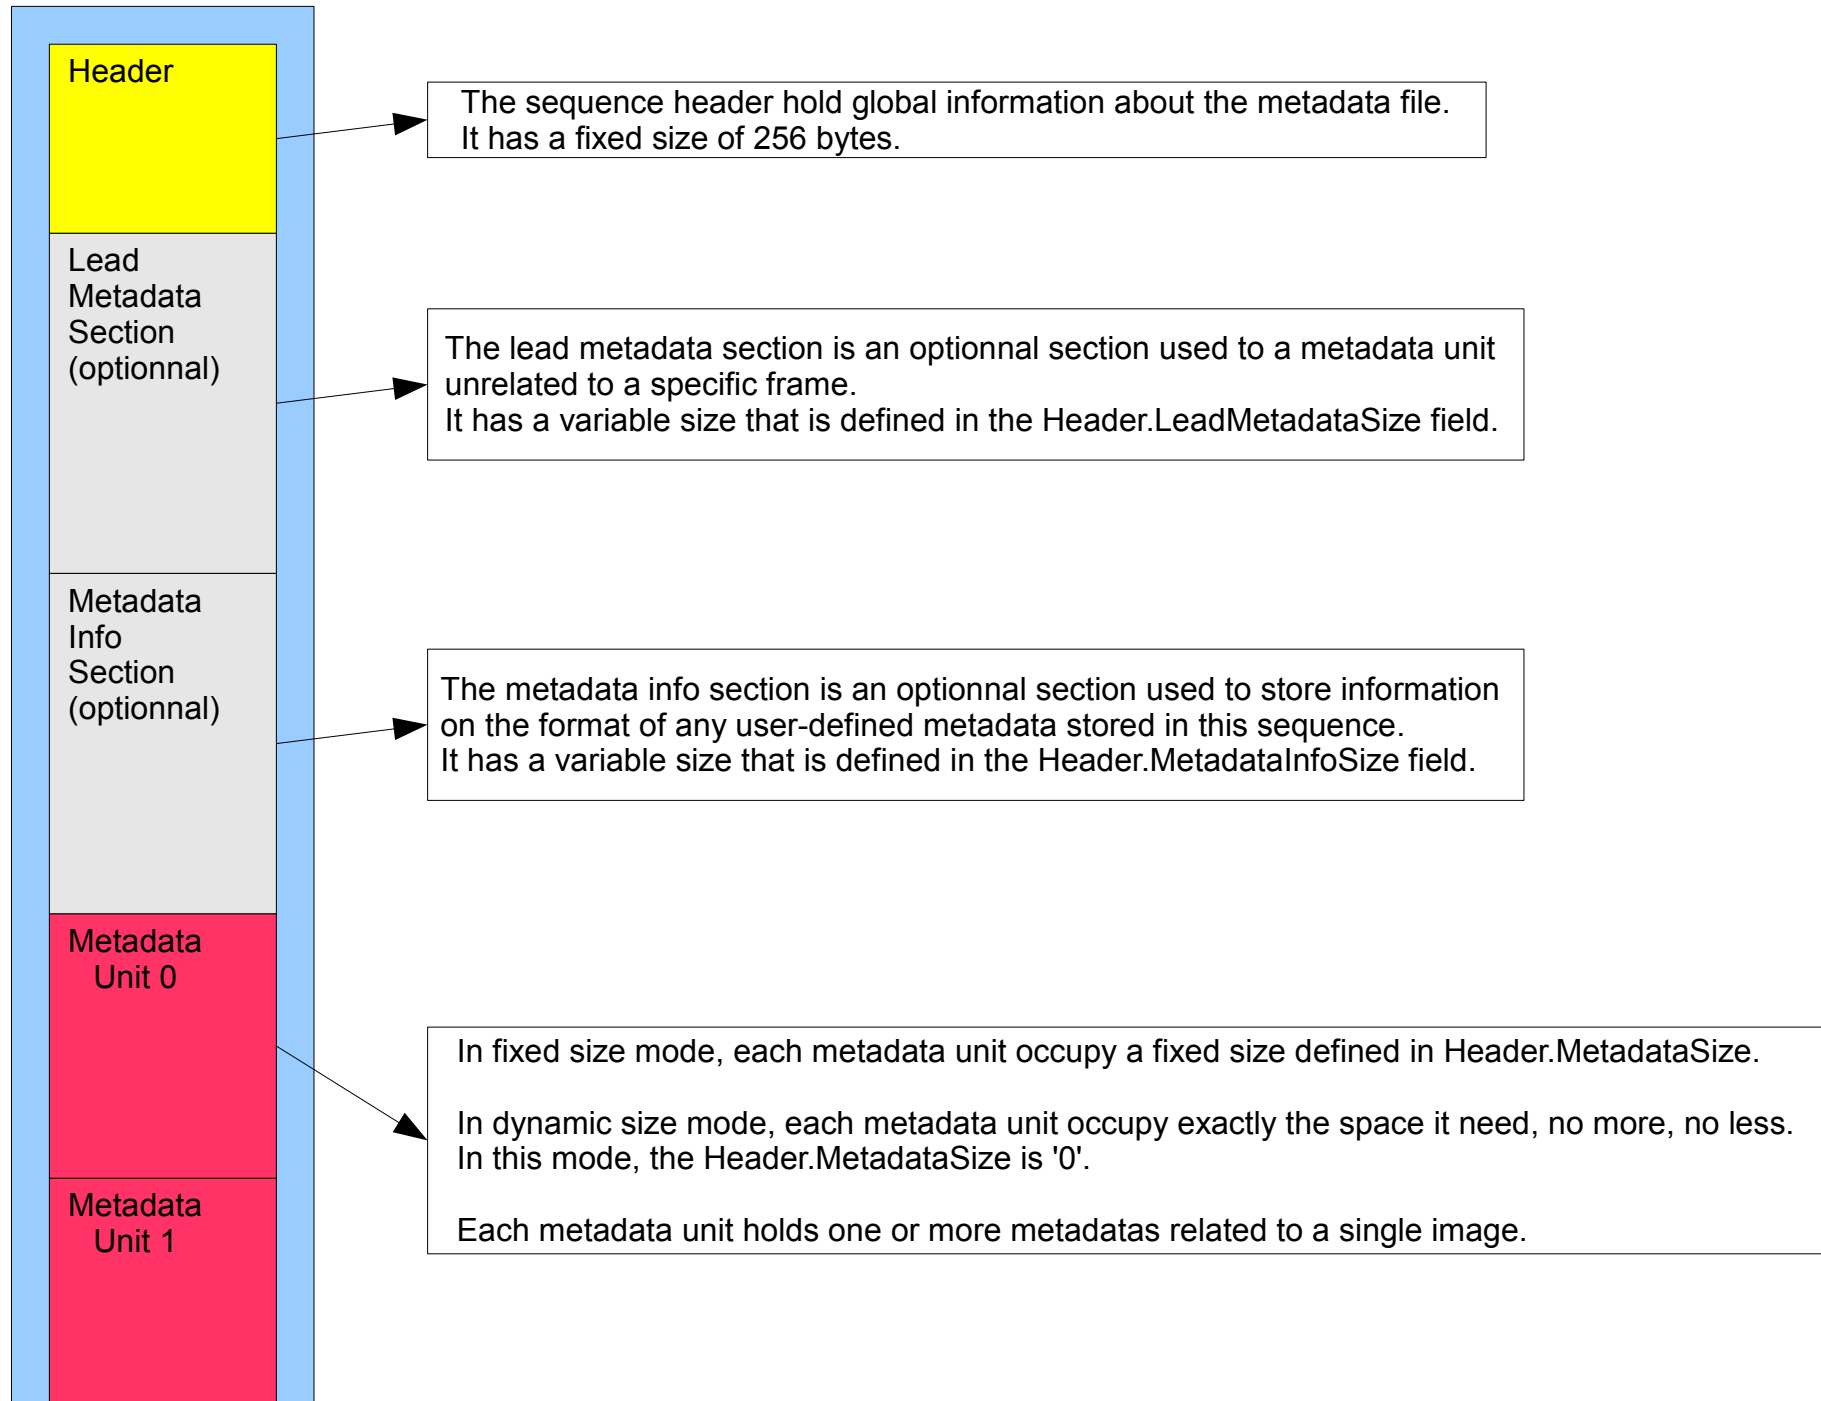 Header
The sequence header hold global information about the metadata file.
It has a fixed size of 256 bytes.
Lead
Metadata
Section
(optionnal)
The lead metadata section is an optionnal section used to a metadata unit
unrelated to a specific frame.
It has a variable size that is defined in the Header.LeadMetadataSize field.
Metadata
Info
Section
(optionnal)
The metadata info section is an optionnal section used to store information
on the format of any user-defined metadata stored in this sequence.
It has a variable size that is defined in the Header.MetadataInfoSize field.
Metadata
Unit 0
In fixed size mode, each metadata unit occupy a fixed size defined in Header.MetadataSize.
In dynamic size mode, each metadata unit occupy exactly the space it need, no more, no less.
In this mode, the Header.MetadataSize is '0'.
Each metadata unit holds one or more metadatas related to a single image.
Metadata
Unit 1